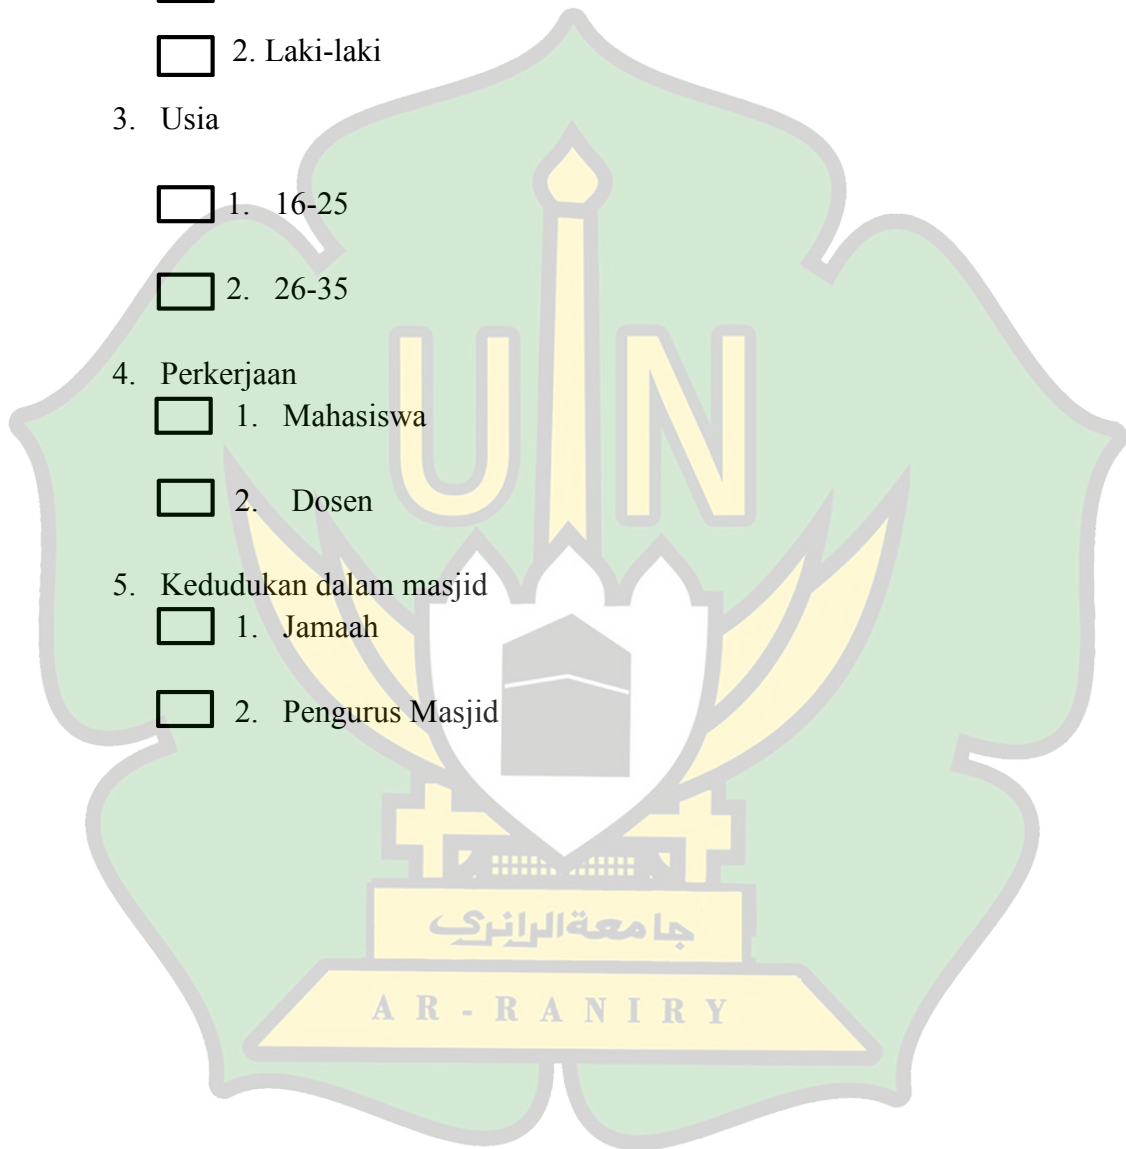 2. Laki-laki
3. Usia
1. 16-25
2. 26-35
4. Perkerjaan
1. Mahasiswa
2. Dosen
5. Kedudukan dalam masjid
1. Jamaah
2. Pengurus Masjid
UIN
جامعة الرانري
AR-RANIRY